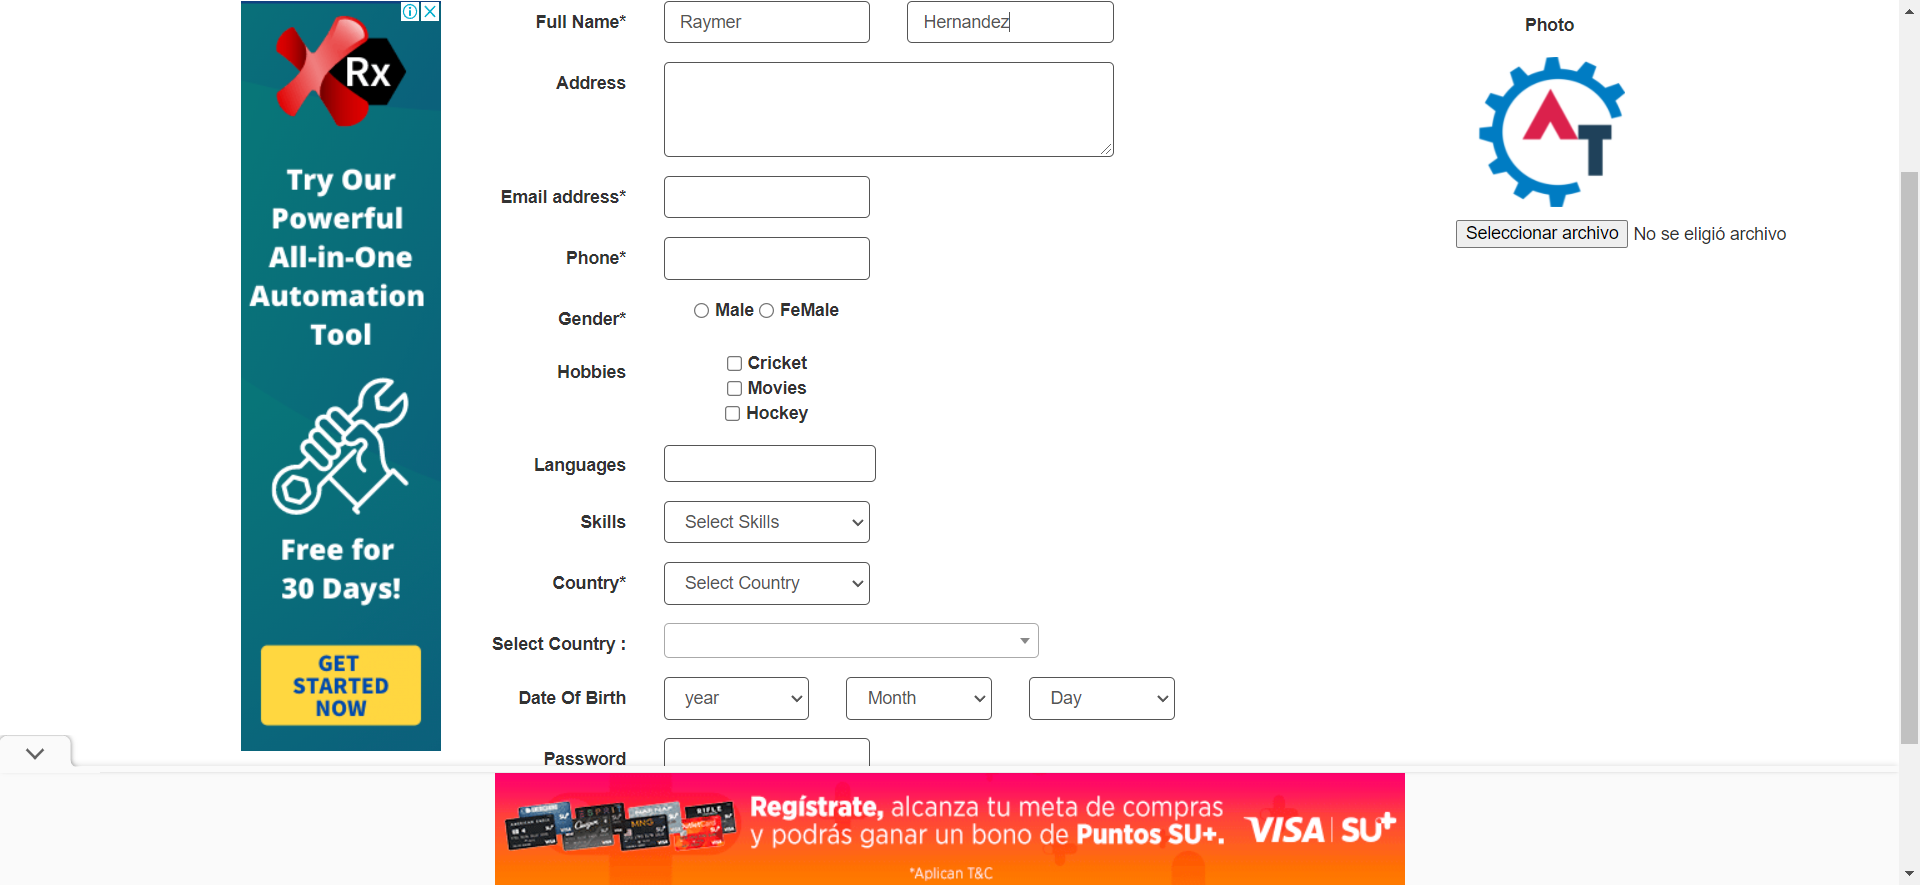 Rx
Try Our
Powerful
All-in-One
Automation
Tool
Free for
30 Days!
GET
STARTED
NOW
Full Name* Raymer Hernandez
Address
Email address*
Phone*
Gender* Male FeMale
Hobbies Cricket
Movies
Hockey
Languages
Skills Select Skills
Country* Select Country
Select Country :
Date Of Birth year Month Day
Password
Photo
AT
Seleccionar archivo No se eligió archivo
Regístrate, alcanza tu meta de compras
y podrás ganar un bono de Puntos SU+.
*Aplican T&C
VISA SU+